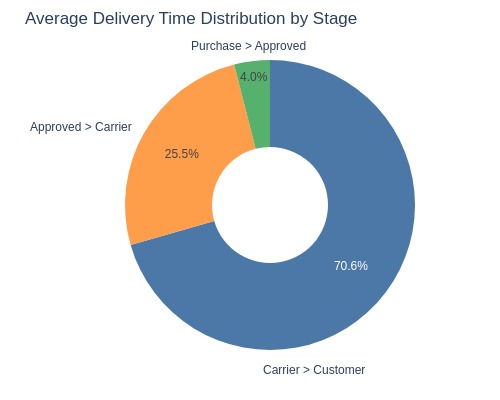 Average Delivery Time Distribution by Stage
Purchase > Approved
4.0%
Approved > Carrier
25.5%
70.6%
Carrier > Customer